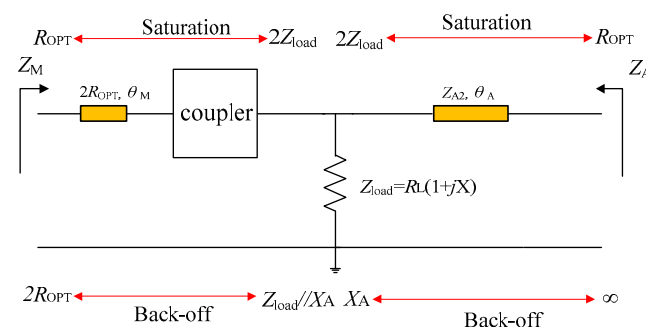 R_OPT Saturation 2Z_load 2Z_load Saturation R_OPT
Z_M
2R_OPT, θ_M
coupler
Z_A2, θ_A
Z_load=R_L(1+jX)
2R_OPT Back-off Z_load//X_A X_A Back-off ∞